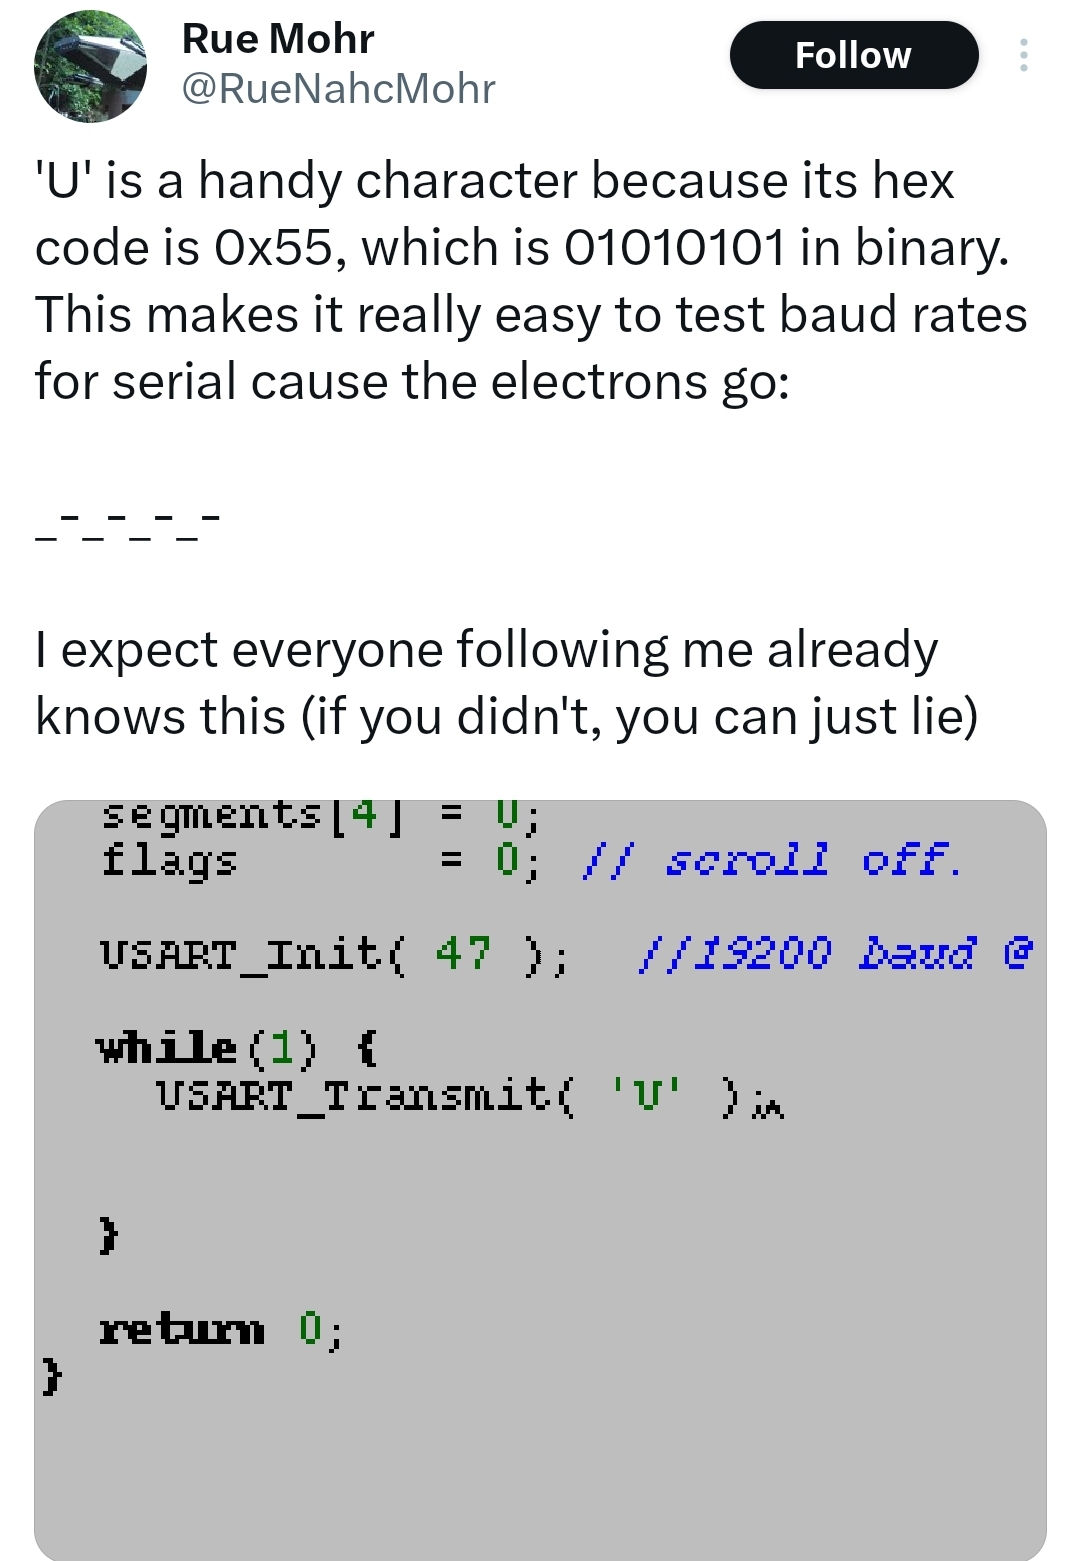 Rue Mohr
@RueNahcMohr
Follow
'U' is a handy character because its hex
code is 0x55, which is 01010101 in binary.
This makes it really easy to test baud rates
for serial cause the electrons go:
_-_-_-_-
I expect everyone following me already
knows this (if you didn't, you can just lie)
segments[4] = 0;
flags = 0; // scroll off.
USART_Init( 47 ); //19200 baud @
while(1) {
USART_Transmit( 'U' );^
}
return 0;
}